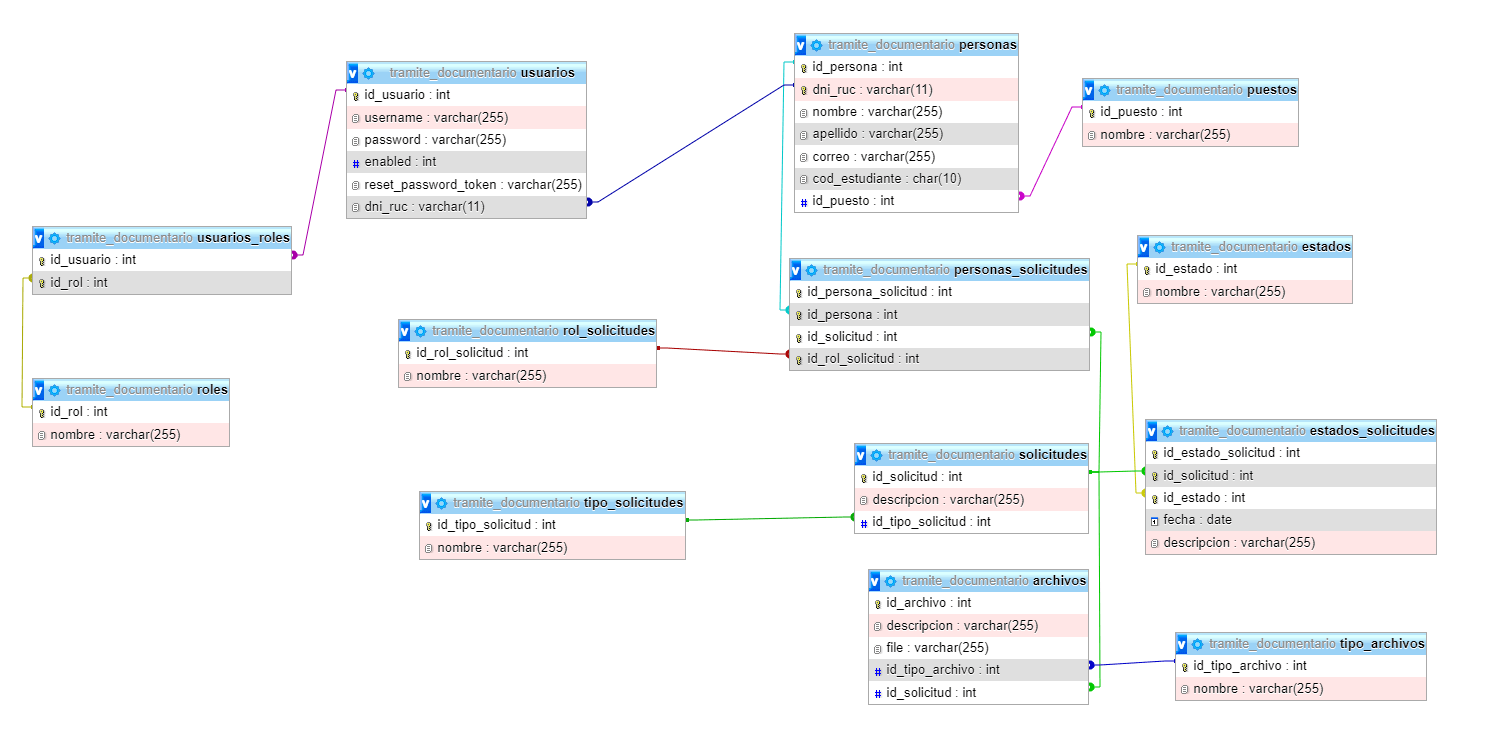 tramite_documentario usuarios
id_usuario : int
username : varchar(255)
password : varchar(255)
enabled : int
reset_password_token : varchar(255)
dni_ruc : varchar(11)
tramite_documentario personas
id_persona : int
dni_ruc : varchar(11)
nombre : varchar(255)
apellido : varchar(255)
correo : varchar(255)
cod_estudiante : char(10)
id_puesto : int
tramite_documentario puestos
id_puesto : int
nombre : varchar(255)
tramite_documentario usuarios_roles
id_usuario : int
id_rol : int
tramite_documentario roles
id_rol : int
nombre : varchar(255)
tramite_documentario rol_solicitudes
id_rol_solicitud : int
nombre : varchar(255)
tramite_documentario personas_solicitudes
id_persona_solicitud : int
id_persona : int
id_solicitud : int
id_rol_solicitud : int
tramite_documentario estados
id_estado : int
nombre : varchar(255)
tramite_documentario estados_solicitudes
id_estado_solicitud : int
id_solicitud : int
id_estado : int
fecha : date
descripcion : varchar(255)
tramite_documentario solicitudes
id_solicitud : int
descripcion : varchar(255)
id_tipo_solicitud : int
tramite_documentario tipo_solicitudes
id_tipo_solicitud : int
nombre : varchar(255)
tramite_documentario archivos
id_archivo : int
descripcion : varchar(255)
file : varchar(255)
id_tipo_archivo : int
id_solicitud : int
tramite_documentario tipo_archivos
id_tipo_archivo : int
nombre : varchar(255)